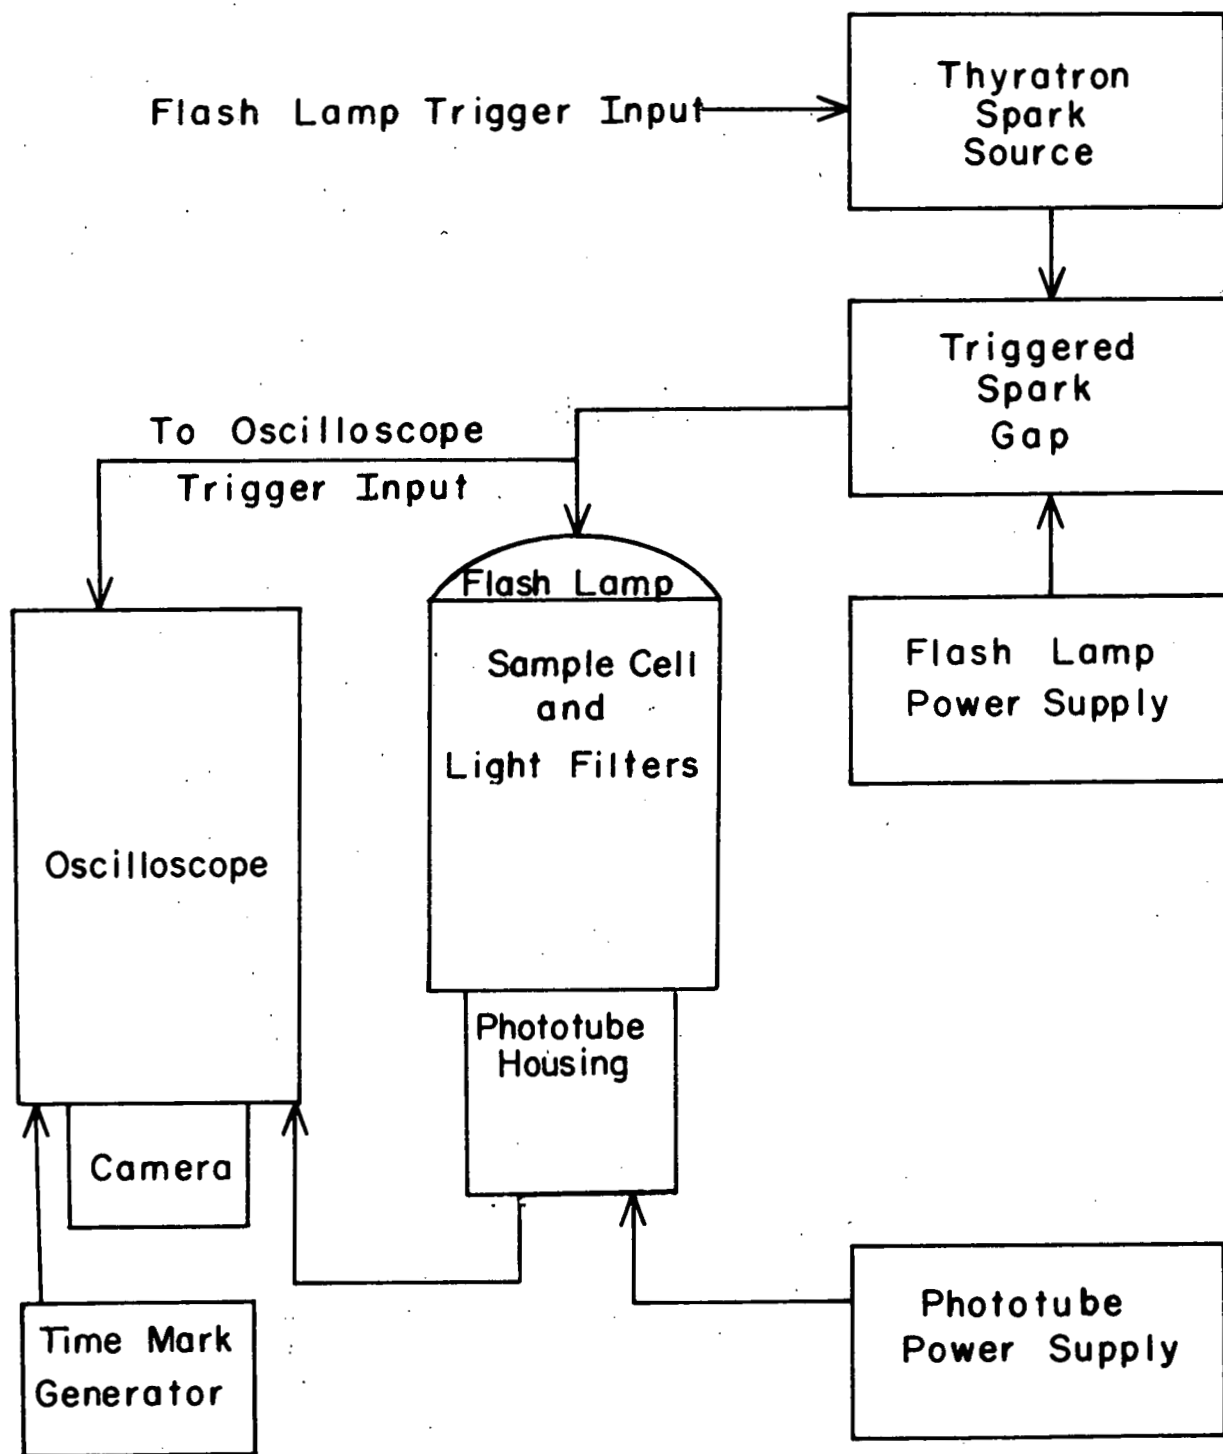 Flash Lamp Trigger Input
Thyratron
Spark
Source
Triggered
Spark
Gap
To Oscilloscope
Trigger Input
Flash Lamp
Sample Cell
and
Light Filters
Flash Lamp
Power Supply
Oscilloscope
Phototube
Housing
Camera
Time Mark
Generator
Phototube
Power Supply